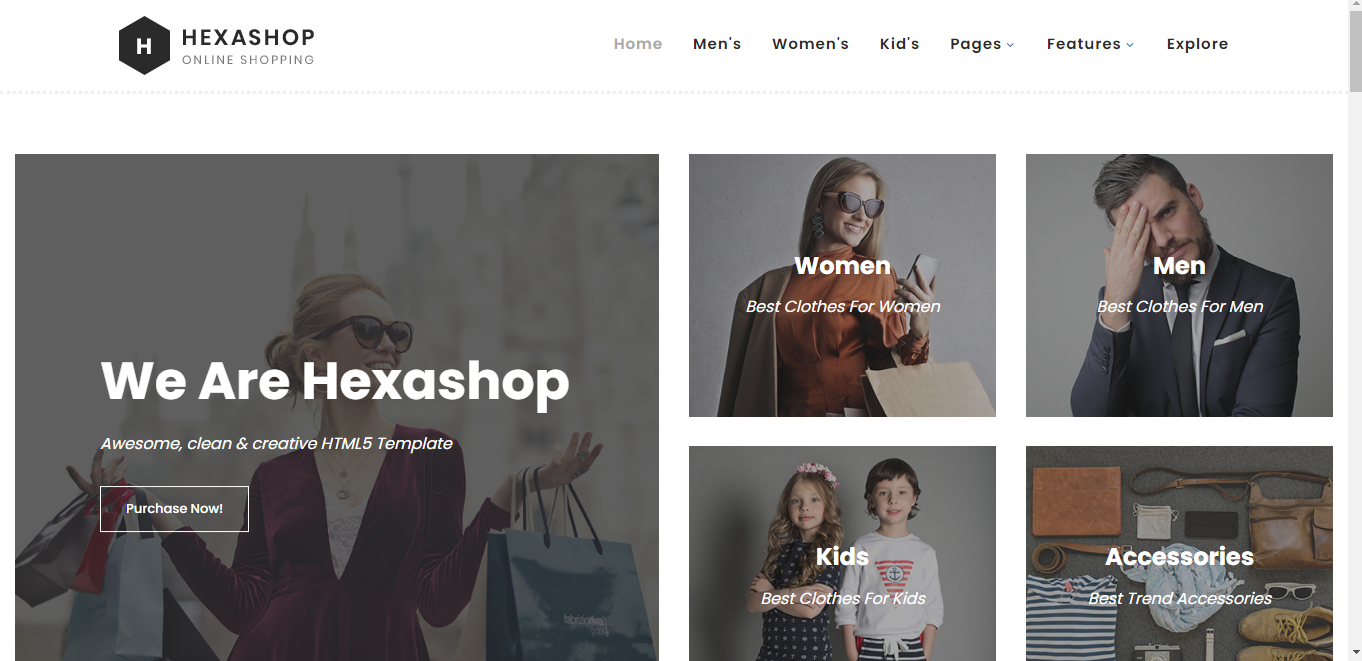 H
HEXASHOP
ONLINE SHOPPING
Home Men's Women's Kid's Pages Features Explore
We Are Hexashop
Awesome, clean & creative HTML5 Template
Purchase Now!
fabrizioriva
Women
Best Clothes For Women
Men
Best Clothes For Men
Kids
Best Clothes For Kids
Accessories
Best Trend Accessories